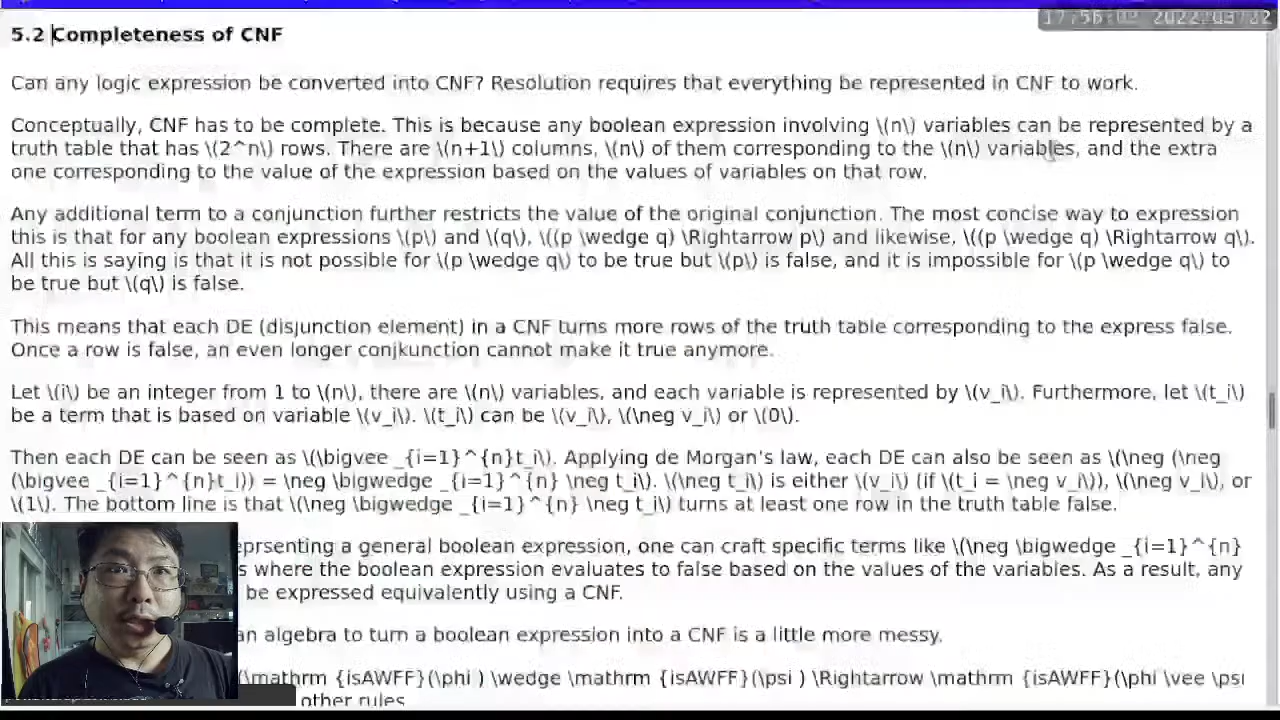 17:56:02 2022/03/22
5.2 Completeness of CNF
Can any logic expression be converted into CNF? Resolution requires that everything be represented in CNF to work.
Conceptually, CNF has to be complete. This is because any boolean expression involving \(n\) variables can be represented by a
truth table that has \(2^n\) rows. There are \(n+1\) columns, \(n\) of them corresponding to the \(n\) variables, and the extra
one corresponding to the value of the expression based on the values of variables on that row.
Any additional term to a conjunction further restricts the value of the original conjunction. The most concise way to expression
this is that for any boolean expressions \(p\) and \(q\), \((p \wedge q) \Rightarrow p\) and likewise, \((p \wedge q) \Rightarrow q\).
All this is saying is that it is not possible for \(p \wedge q\) to be true but \(p\) is false, and it is impossible for \(p \wedge q\) to
be true but \(q\) is false.
This means that each DE (disjunction element) in a CNF turns more rows of the truth table corresponding to the express false.
Once a row is false, an even longer conjkunction cannot make it true anymore.
Let \(i\) be an integer from 1 to \(n\), there are \(n\) variables, and each variable is represented by \(v_i\). Furthermore, let \(t_i\)
be a term that is based on variable \(v_i\). \(t_i\) can be \(v_i\), \(\neg v_i\) or \(0\).
Then each DE can be seen as \(\bigvee _{i=1}^{n}t_i\). Applying de Morgan's law, each DE can also be seen as \(\neg (\neg
(\bigvee _{i=1}^{n}t_i)) = \neg \bigwedge _{i=1}^{n} \neg t_i\). \(\neg t_i\) is either \(v_i\) (if \(t_i = \neg v_i\)), \(\neg v_i\), or
\(1\). The bottom line is that \(\neg \bigwedge _{i=1}^{n} \neg t_i\) turns at least one row in the truth table false.
eprsenting a general boolean expression, one can craft specific terms like \(\neg \bigwedge _{i=1}^{n}
s where the boolean expression evaluates to false based on the values of the variables. As a result, any
be expressed equivalently using a CNF.
an algebra to turn a boolean expression into a CNF is a little more messy.
(\mathrm {isAWFF}(\phi ) \wedge \mathrm {isAWFF}(\psi ) \Rightarrow \mathrm {isAWFF}(\phi \vee \psi
other rules